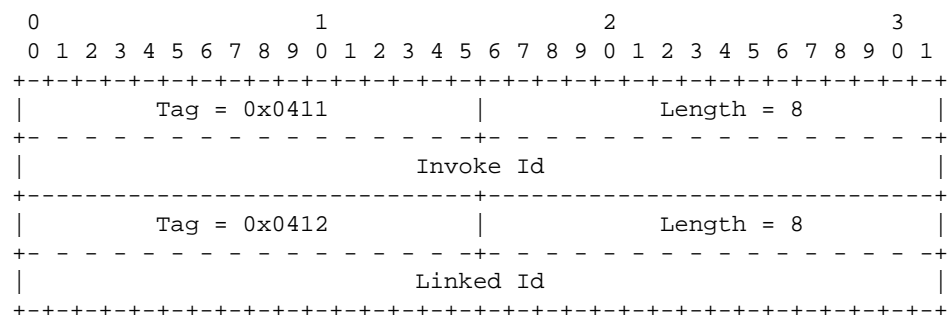 0                   1                   2                   3
0 1 2 3 4 5 6 7 8 9 0 1 2 3 4 5 6 7 8 9 0 1 2 3 4 5 6 7 8 9 0 1
+-+-+-+-+-+-+-+-+-+-+-+-+-+-+-+-+-+-+-+-+-+-+-+-+-+-+-+-+-+-+-+-+
|         Tag = 0x0411          |            Length = 8         |
+- - - - - - - - - - - - - - - -+- - - - - - - - - - - - - - - -+
|                           Invoke Id                           |
+-------------------------------+-------------------------------+
|         Tag = 0x0412          |            Length = 8         |
+- - - - - - - - - - - - - - - -+- - - - - - - - - - - - - - - -+
|                           Linked Id                           |
+-+-+-+-+-+-+-+-+-+-+-+-+-+-+-+-+-+-+-+-+-+-+-+-+-+-+-+-+-+-+-+-+